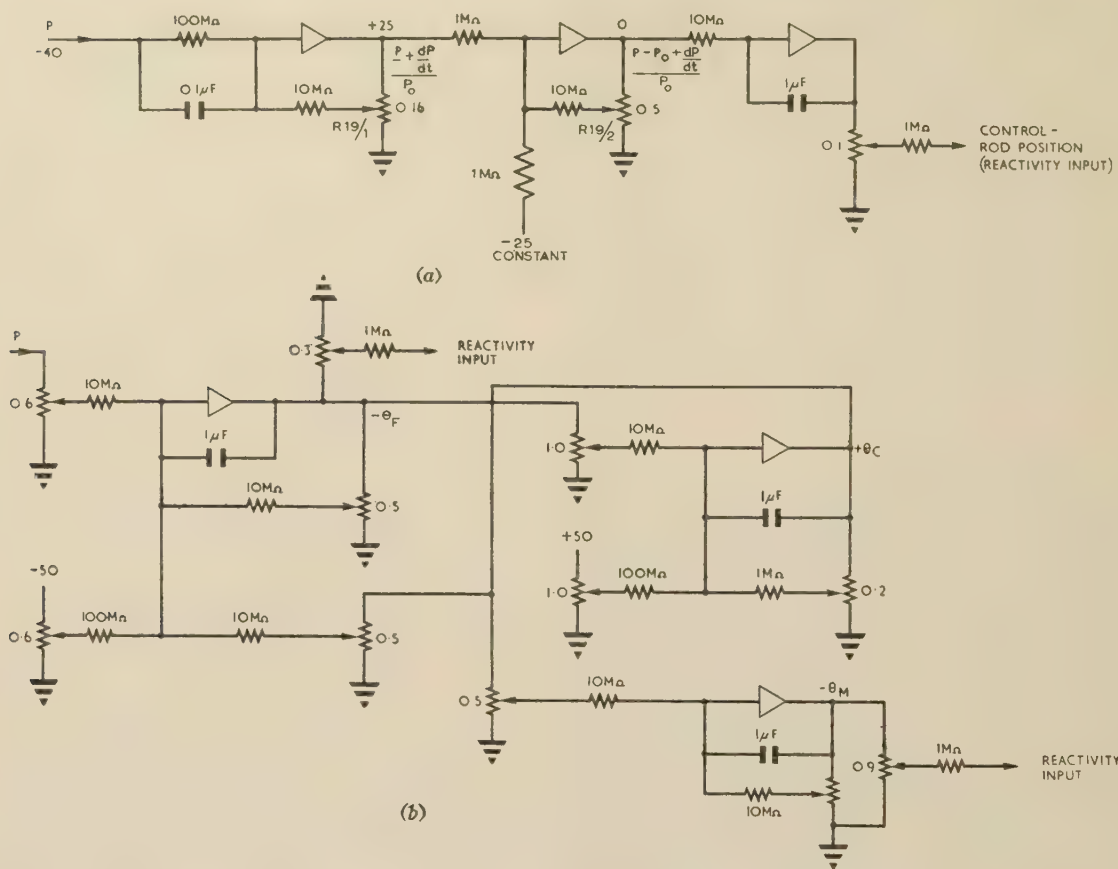 P
-40
100MΩ
0.1μF
+25
P + dP/dt
P₀
10MΩ
R19/1
0.16
1MΩ
1MΩ
-25
CONSTANT
0
P - P₀ + dP/dt
P₀
10MΩ
R19/2
0.5
10MΩ
1μF
0.1
1MΩ
CONTROL-
ROD POSITION
(REACTIVITY INPUT)
(a)
P
0.6
10MΩ
1μF
0.3
1MΩ
REACTIVITY
INPUT
-θF
10MΩ
0.5
-50
0.6
100MΩ
10MΩ
0.5
1.0
10MΩ
+θC
1μF
+50
1.0
100MΩ
1MΩ
0.2
0.5
10MΩ
-θM
1μF
10MΩ
0.9
1MΩ
REACTIVITY
INPUT
(b)